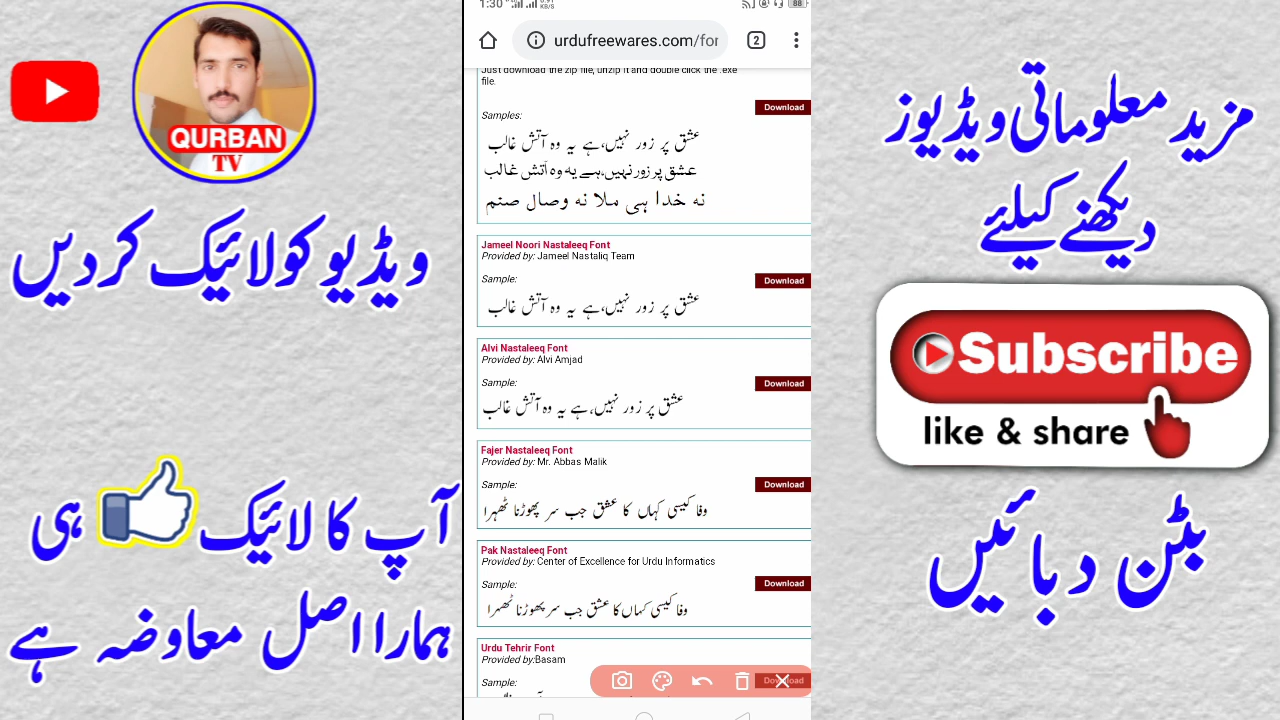 QURBAN
TV
ویڈیو کو لائیک کردیں
آپ کا لائیک ہی
ہمارا اصل معاوضہ ہے
1:30
88
urdufreewares.com/for
2
Just download the zip file, unzip it and double click the .exe
file.
Download
Samples:
عشق پر زور نہیں،ہے یہ وہ آتش غالب
عشق پر زور نہیں،ہے یہ وہ آتش غالب
نہ خدا ہی ملا نہ وصال صنم
Jameel Noori Nastaleeq Font
Provided by: Jameel Nastaliq Team
Sample:
Download
عشق پر زور نہیں،ہے یہ وہ آتش غالب
Alvi Nastaleeq Font
Provided by: Alvi Amjad
Sample:
Download
عشق پر زور نہیں،ہے یہ وہ آتش غالب
Fajer Nastaleeq Font
Provided by: Mr. Abbas Malik
Sample:
Download
وفا کیسی کہاں کا عشق جب سر پھوڑنا ٹھہرا
Pak Nastaleeq Font
Provided by: Center of Excellence for Urdu Informatics
Sample:
Download
وفا کیسی کہاں کا عشق جب سر پھوڑنا ٹھہرا
Urdu Tehrir Font
Provided by:Basam
Sample:
Download
مزید معلوماتی ویڈیوز
دیکھنے کیلئے
Subscribe
like & share
بٹن دبائیں